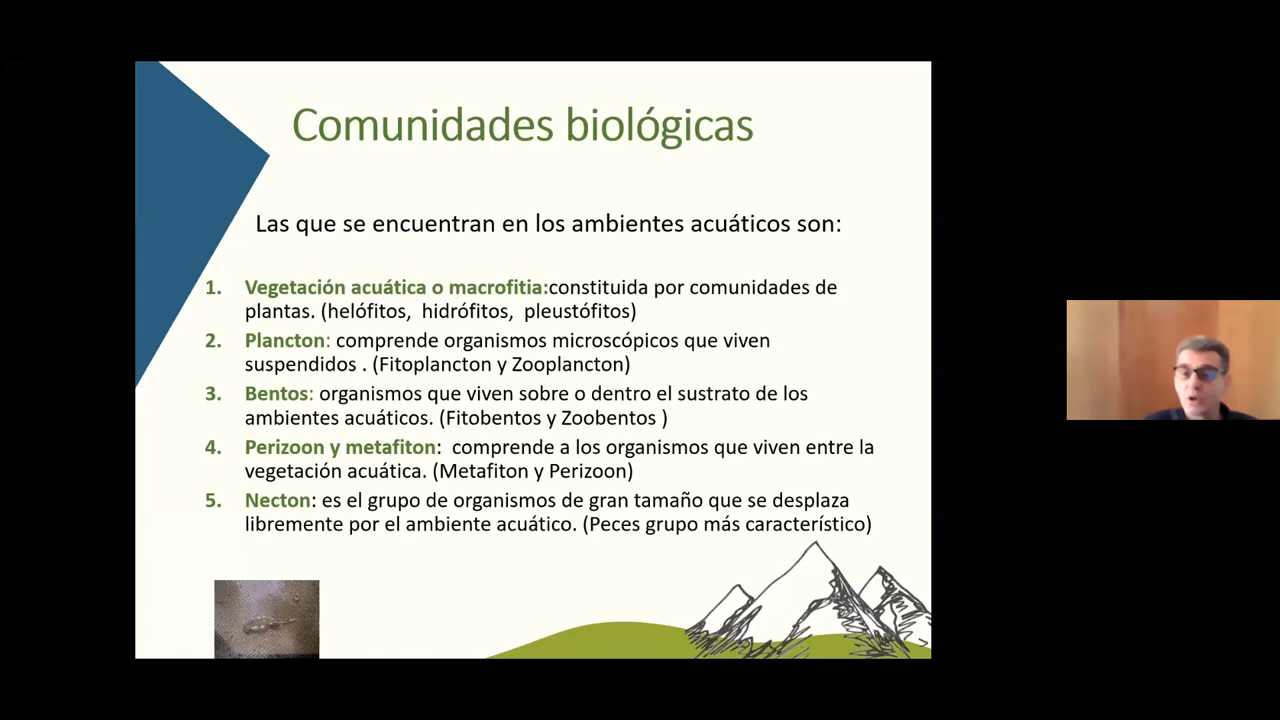 Comunidades biológicas
Las que se encuentran en los ambientes acuáticos son:
1. Vegetación acuática o macrofitia:constituida por comunidades de
plantas. (helófitos, hidrófitos, pleustófitos)
2. Plancton: comprende organismos microscópicos que viven
suspendidos . (Fitoplancton y Zooplancton)
3. Bentos: organismos que viven sobre o dentro el sustrato de los
ambientes acuáticos. (Fitobentos y Zoobentos )
4. Perizoon y metafiton: comprende a los organismos que viven entre la
vegetación acuática. (Metafiton y Perizoon)
5. Necton: es el grupo de organismos de gran tamaño que se desplaza
libremente por el ambiente acuático. (Peces grupo más característico)